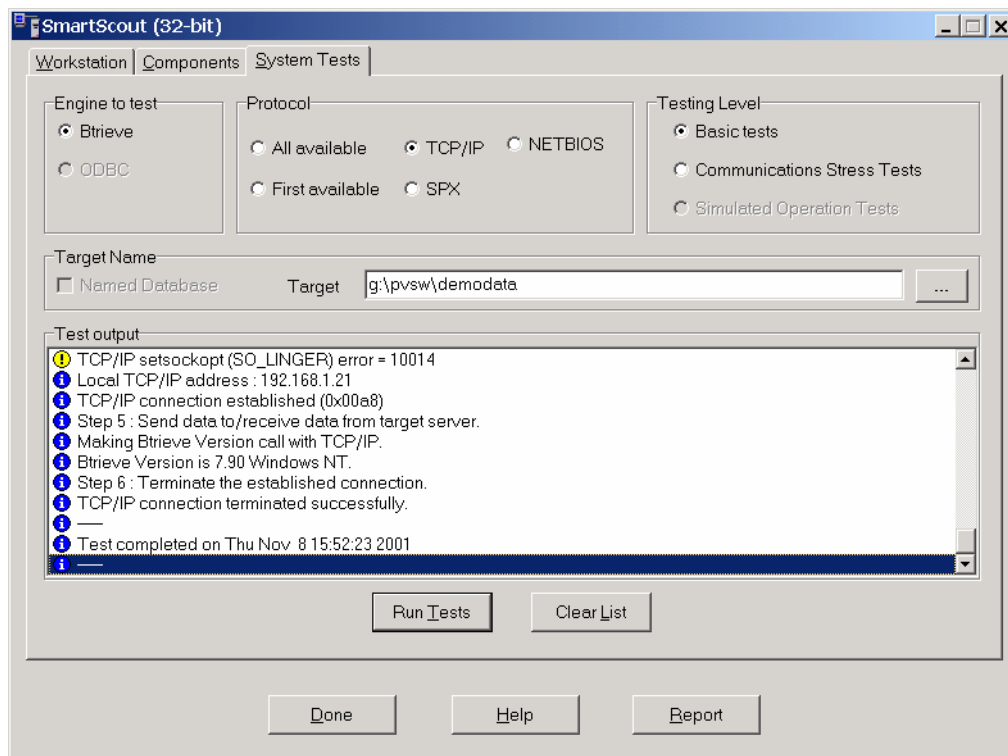 SmartScout (32-bit)
Workstation Components System Tests
Engine to test
Btrieve
ODBC
Protocol
All available
TCP/IP
NETBIOS
First available
SPX
Testing Level
Basic tests
Communications Stress Tests
Simulated Operation Tests
Target Name
Named Database
Target
g:\pvsw\demodata
...
Test output
TCP/IP setsockopt (SO_LINGER) error = 10014
Local TCP/IP address : 192.168.1.21
TCP/IP connection established (0x00a8)
Step 5 : Send data to/receive data from target server.
Making Btrieve Version call with TCP/IP.
Btrieve Version is 7.90 Windows NT.
Step 6 : Terminate the established connection.
TCP/IP connection terminated successfully.
-----
Test completed on Thu Nov 8 15:52:23 2001
-----
Run Tests
Clear List
Done
Help
Report